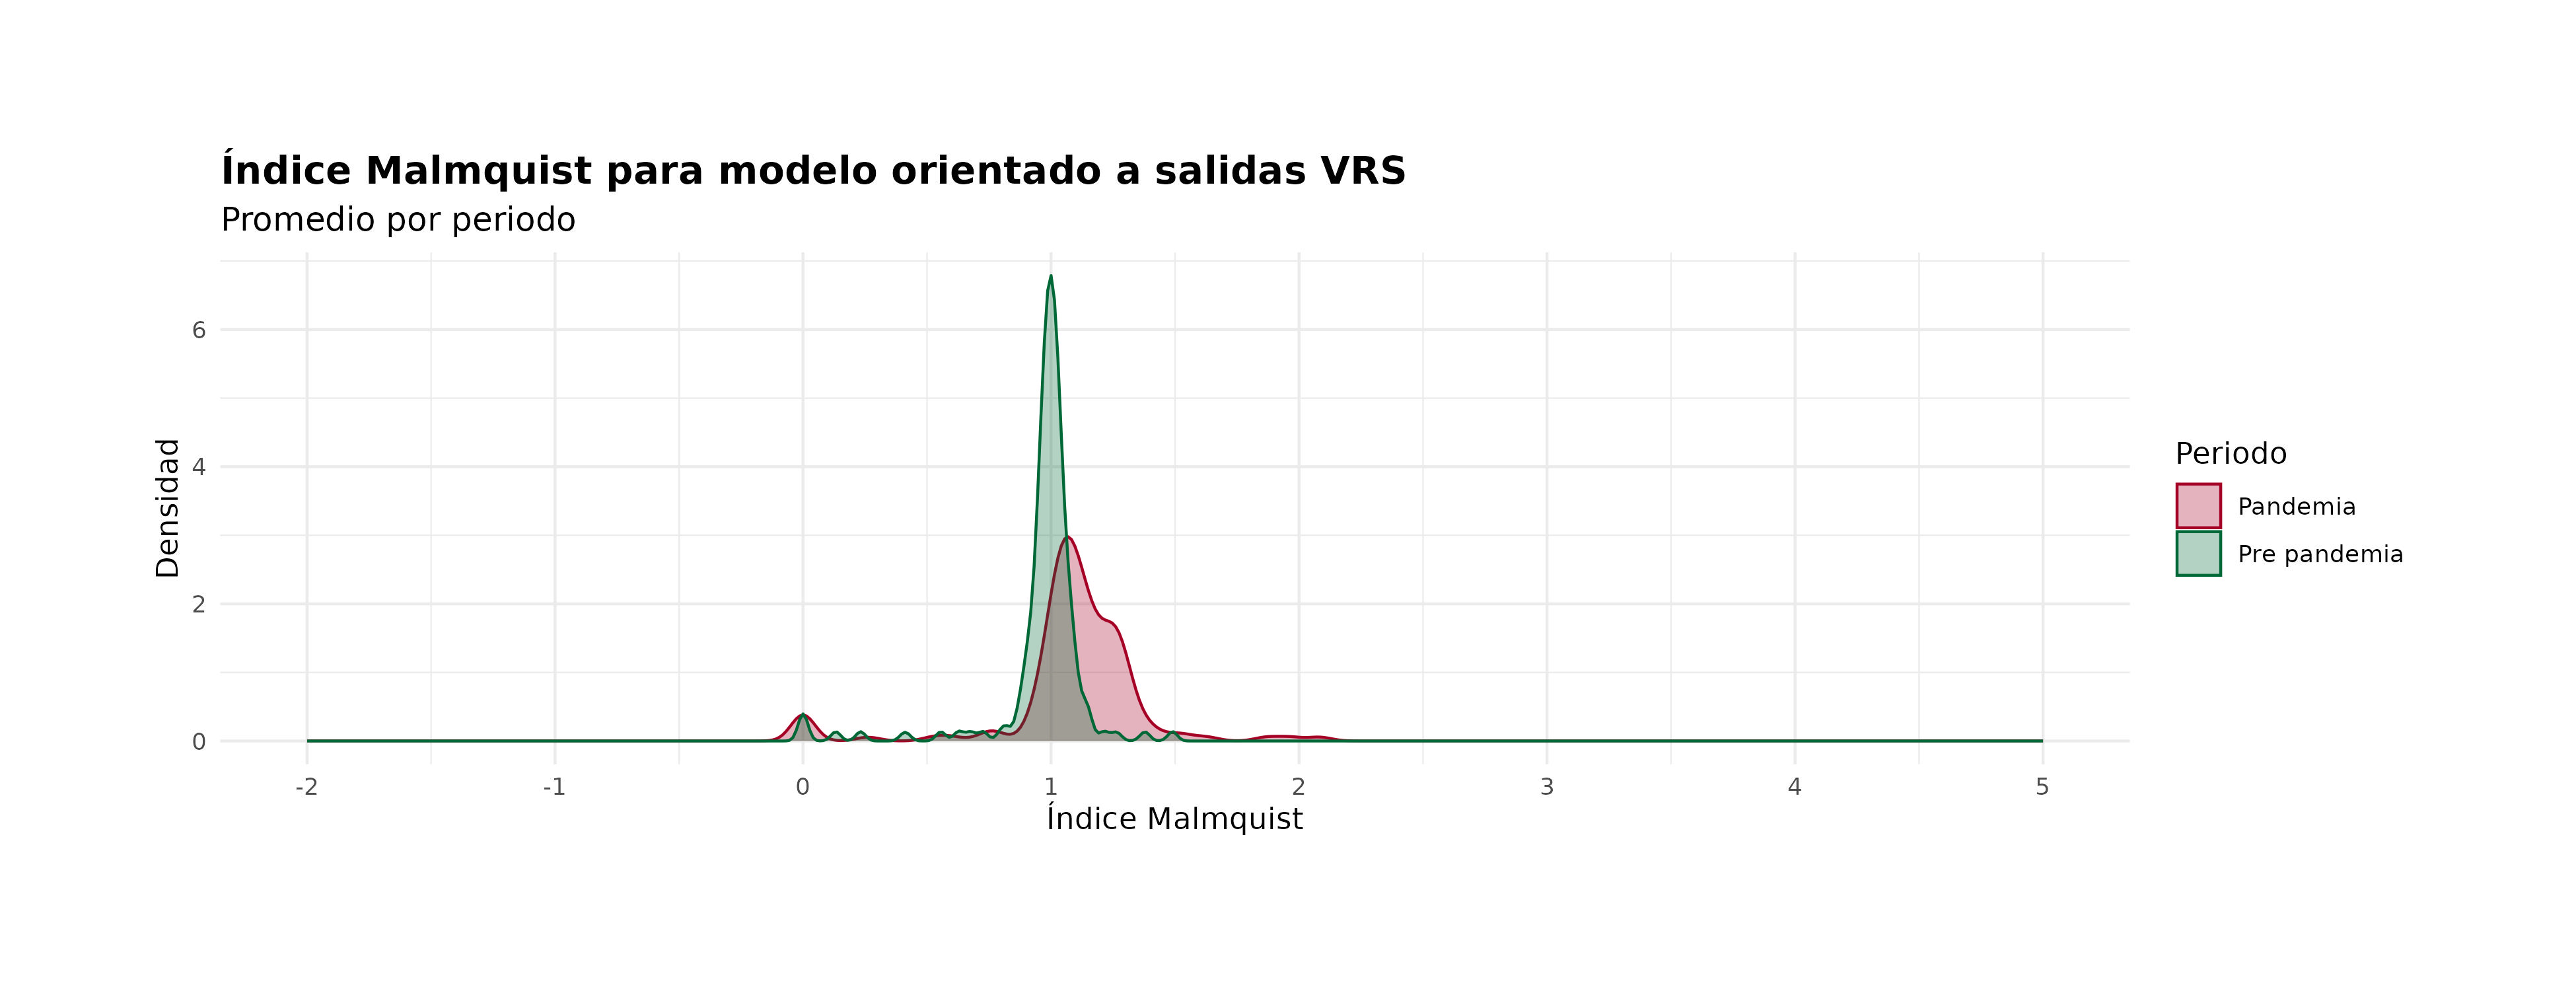 Índice Malmquist para modelo orientado a salidas VRS
Promedio por periodo
Densidad
6
4
2
0
-2 -1 0 1 2 3 4 5
Índice Malmquist
Periodo
Pandemia
Pre pandemia